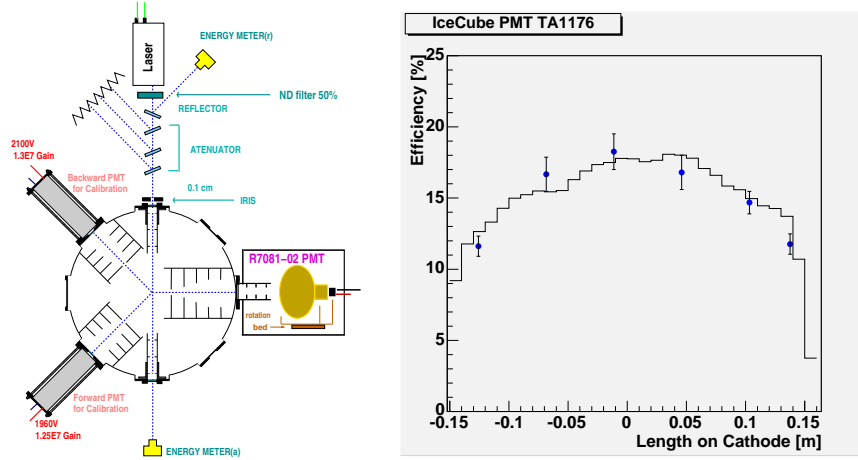 Laser
ENERGY METER(r)
ND filter 50%
REFLECTOR
ATENUATOR
2100V
1.3E7 Gain
Backward PMT
for Calibration
0.1 cm
IRIS
R7081-02 PMT
rotation
bed
Forward PMT
for Calibration
1960V
1.25E7 Gain
ENERGY METER(a)
IceCube PMT TA1176
Efficiency [%]
25
20
15
10
5
0
-0.15
-0.1
-0.05
0
0.05
0.1
0.15
Length on Cathode [m]